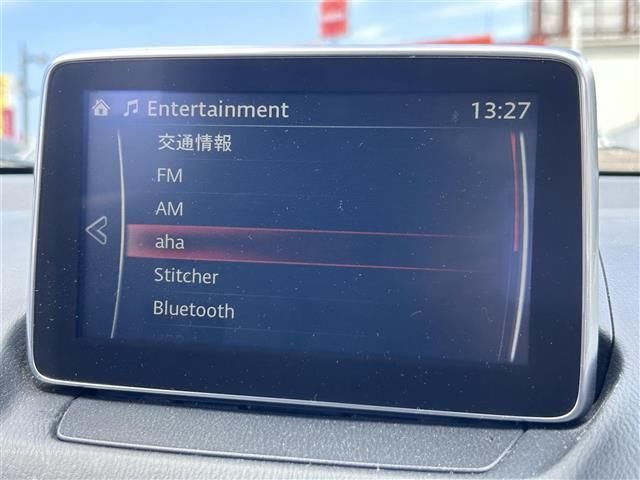 Entertainment 13:27
交通情報
FM
AM
aha
Stitcher
Bluetooth